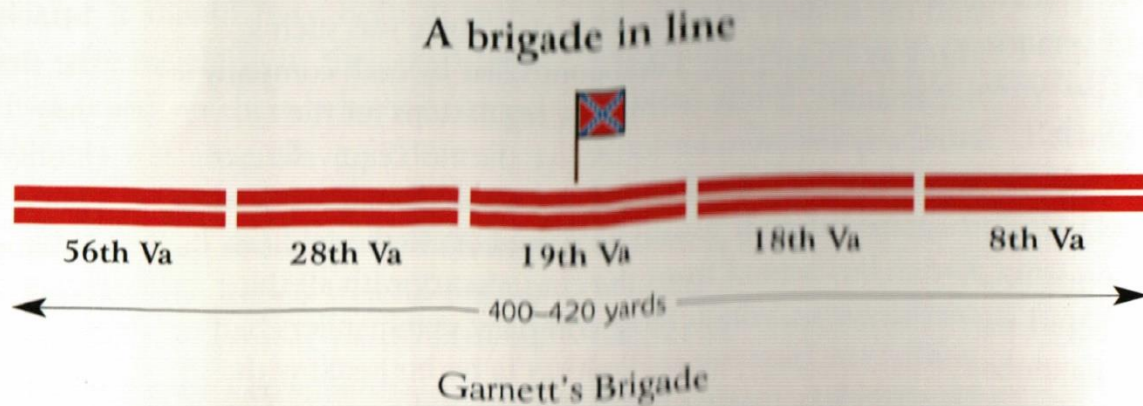 A brigade in line
56th Va 28th Va 19th Va 18th Va 8th Va
400–420 yards
Garnett's Brigade